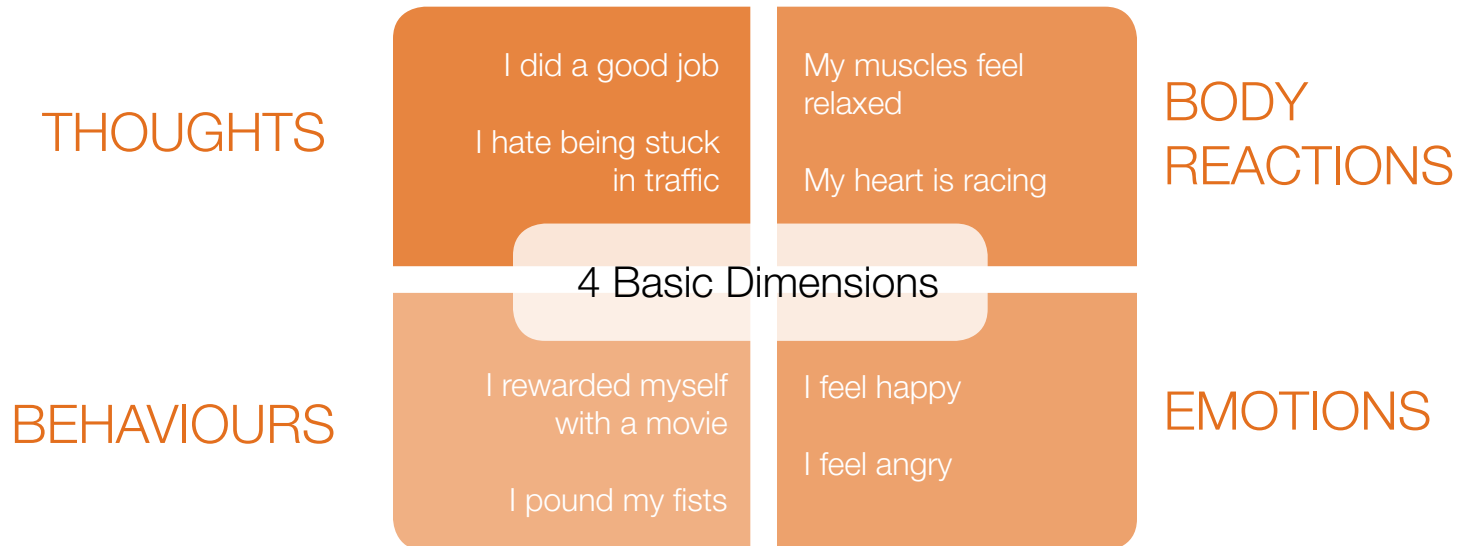 THOUGHTS
I did a good job
I hate being stuck
in traffic
My muscles feel
relaxed
My heart is racing
BODY
REACTIONS
4 Basic Dimensions
BEHAVIOURS
I rewarded myself
with a movie
I pound my fists
I feel happy
I feel angry
EMOTIONS